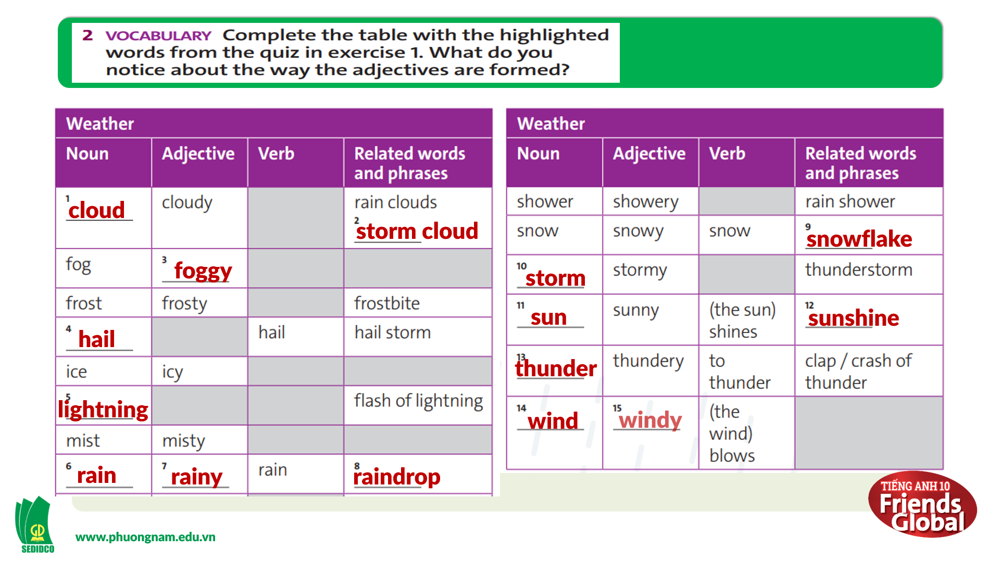 2 VOCABULARY Complete the table with the highlighted
words from the quiz in exercise 1. What do you
notice about the way the adjectives are formed?
Weather
Noun Adjective Verb Related words
and phrases
1 cloud cloudy rain clouds
2 storm cloud
fog 3 foggy
frost frosty frostbite
4 hail hail hail storm
ice icy
5 lightning flash of lightning
mist misty
6 rain 7 rainy rain 8 raindrop
Weather
Noun Adjective Verb Related words
and phrases
shower showery rain shower
snow snowy snow 9 snowflake
10 storm stormy thunderstorm
11 sun sunny (the sun) 12 sunshine
shines
13 thunder thundery to clap / crash of
thunder thunder
14 wind 15 windy (the
wind)
blows
GD
SEDIDCO
www.phuongnam.edu.vn
TIẾNG ANH 10
Friends
Global